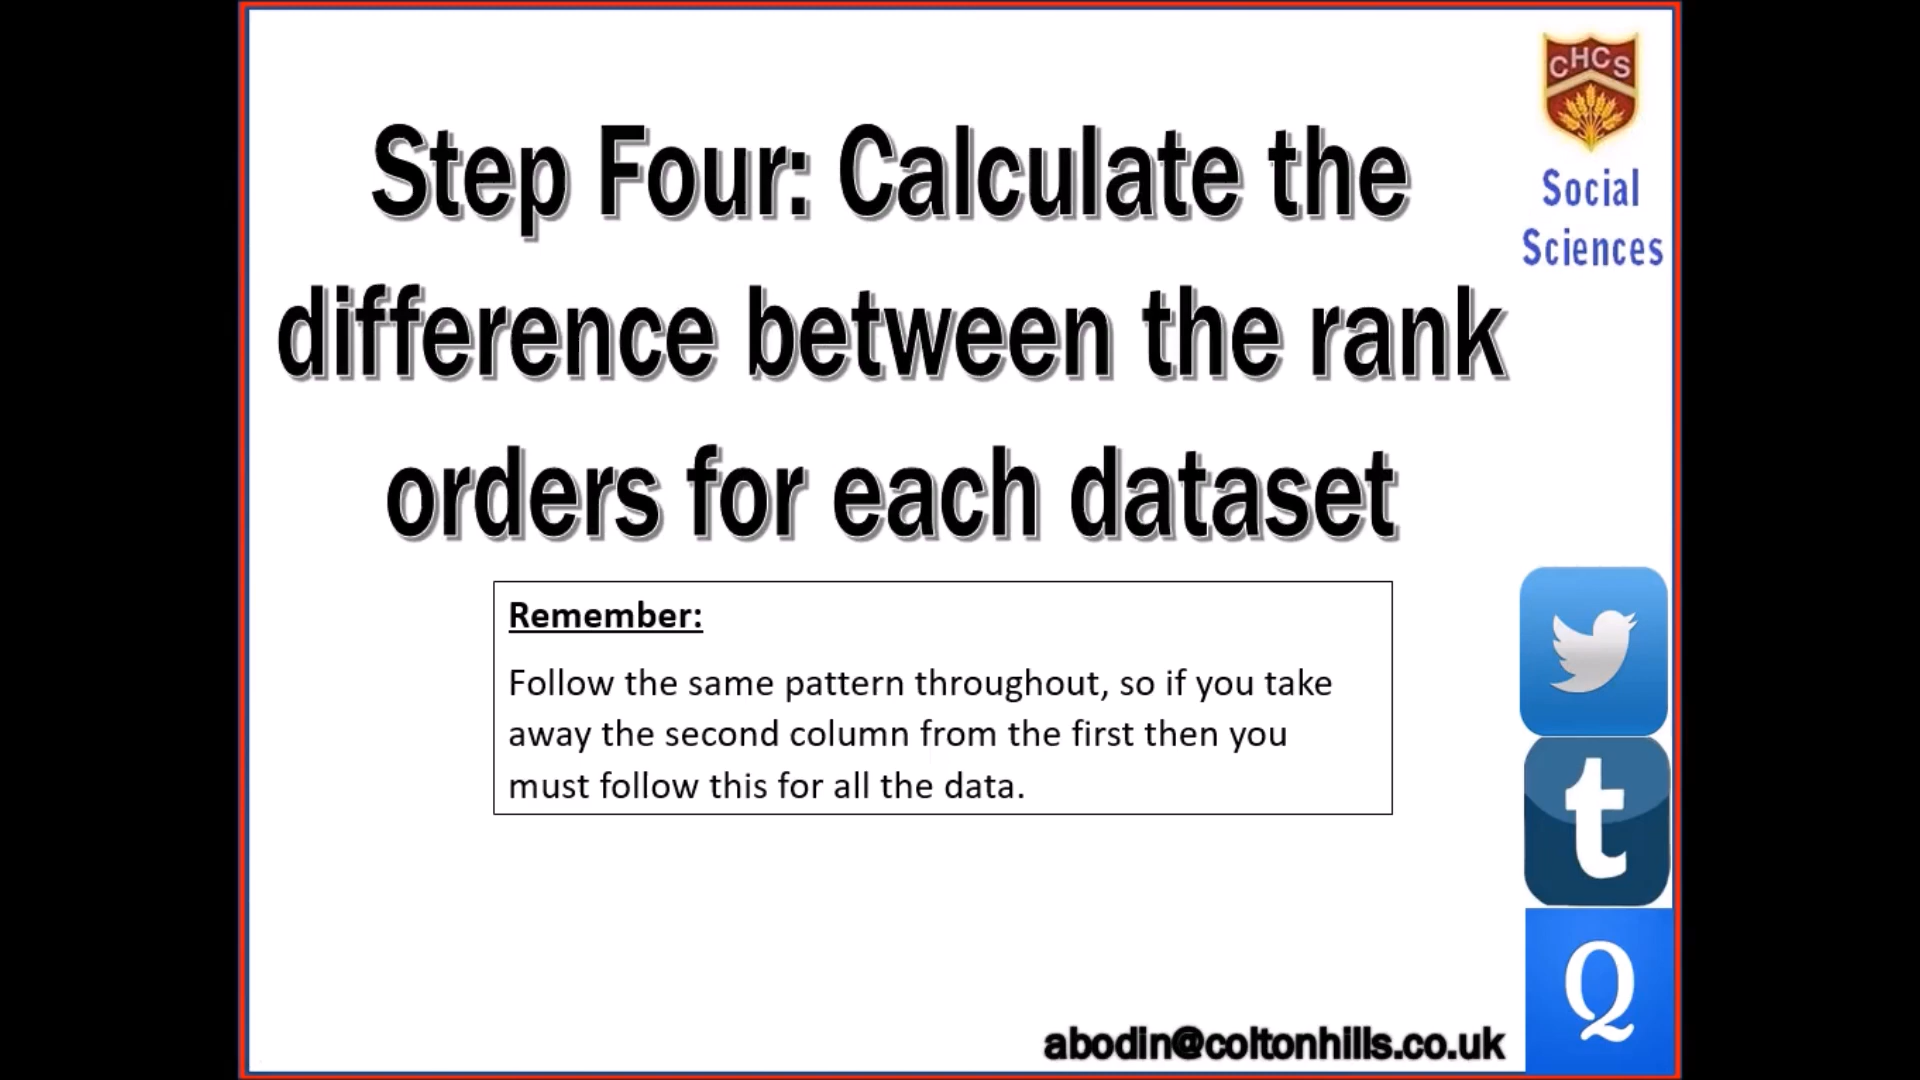 CHCS
Social
Sciences
Step Four: Calculate the
difference between the rank
orders for each dataset
Remember:
Follow the same pattern throughout, so if you take
away the second column from the first then you
must follow this for all the data.
t
Q
abodin@coltonhills.co.uk